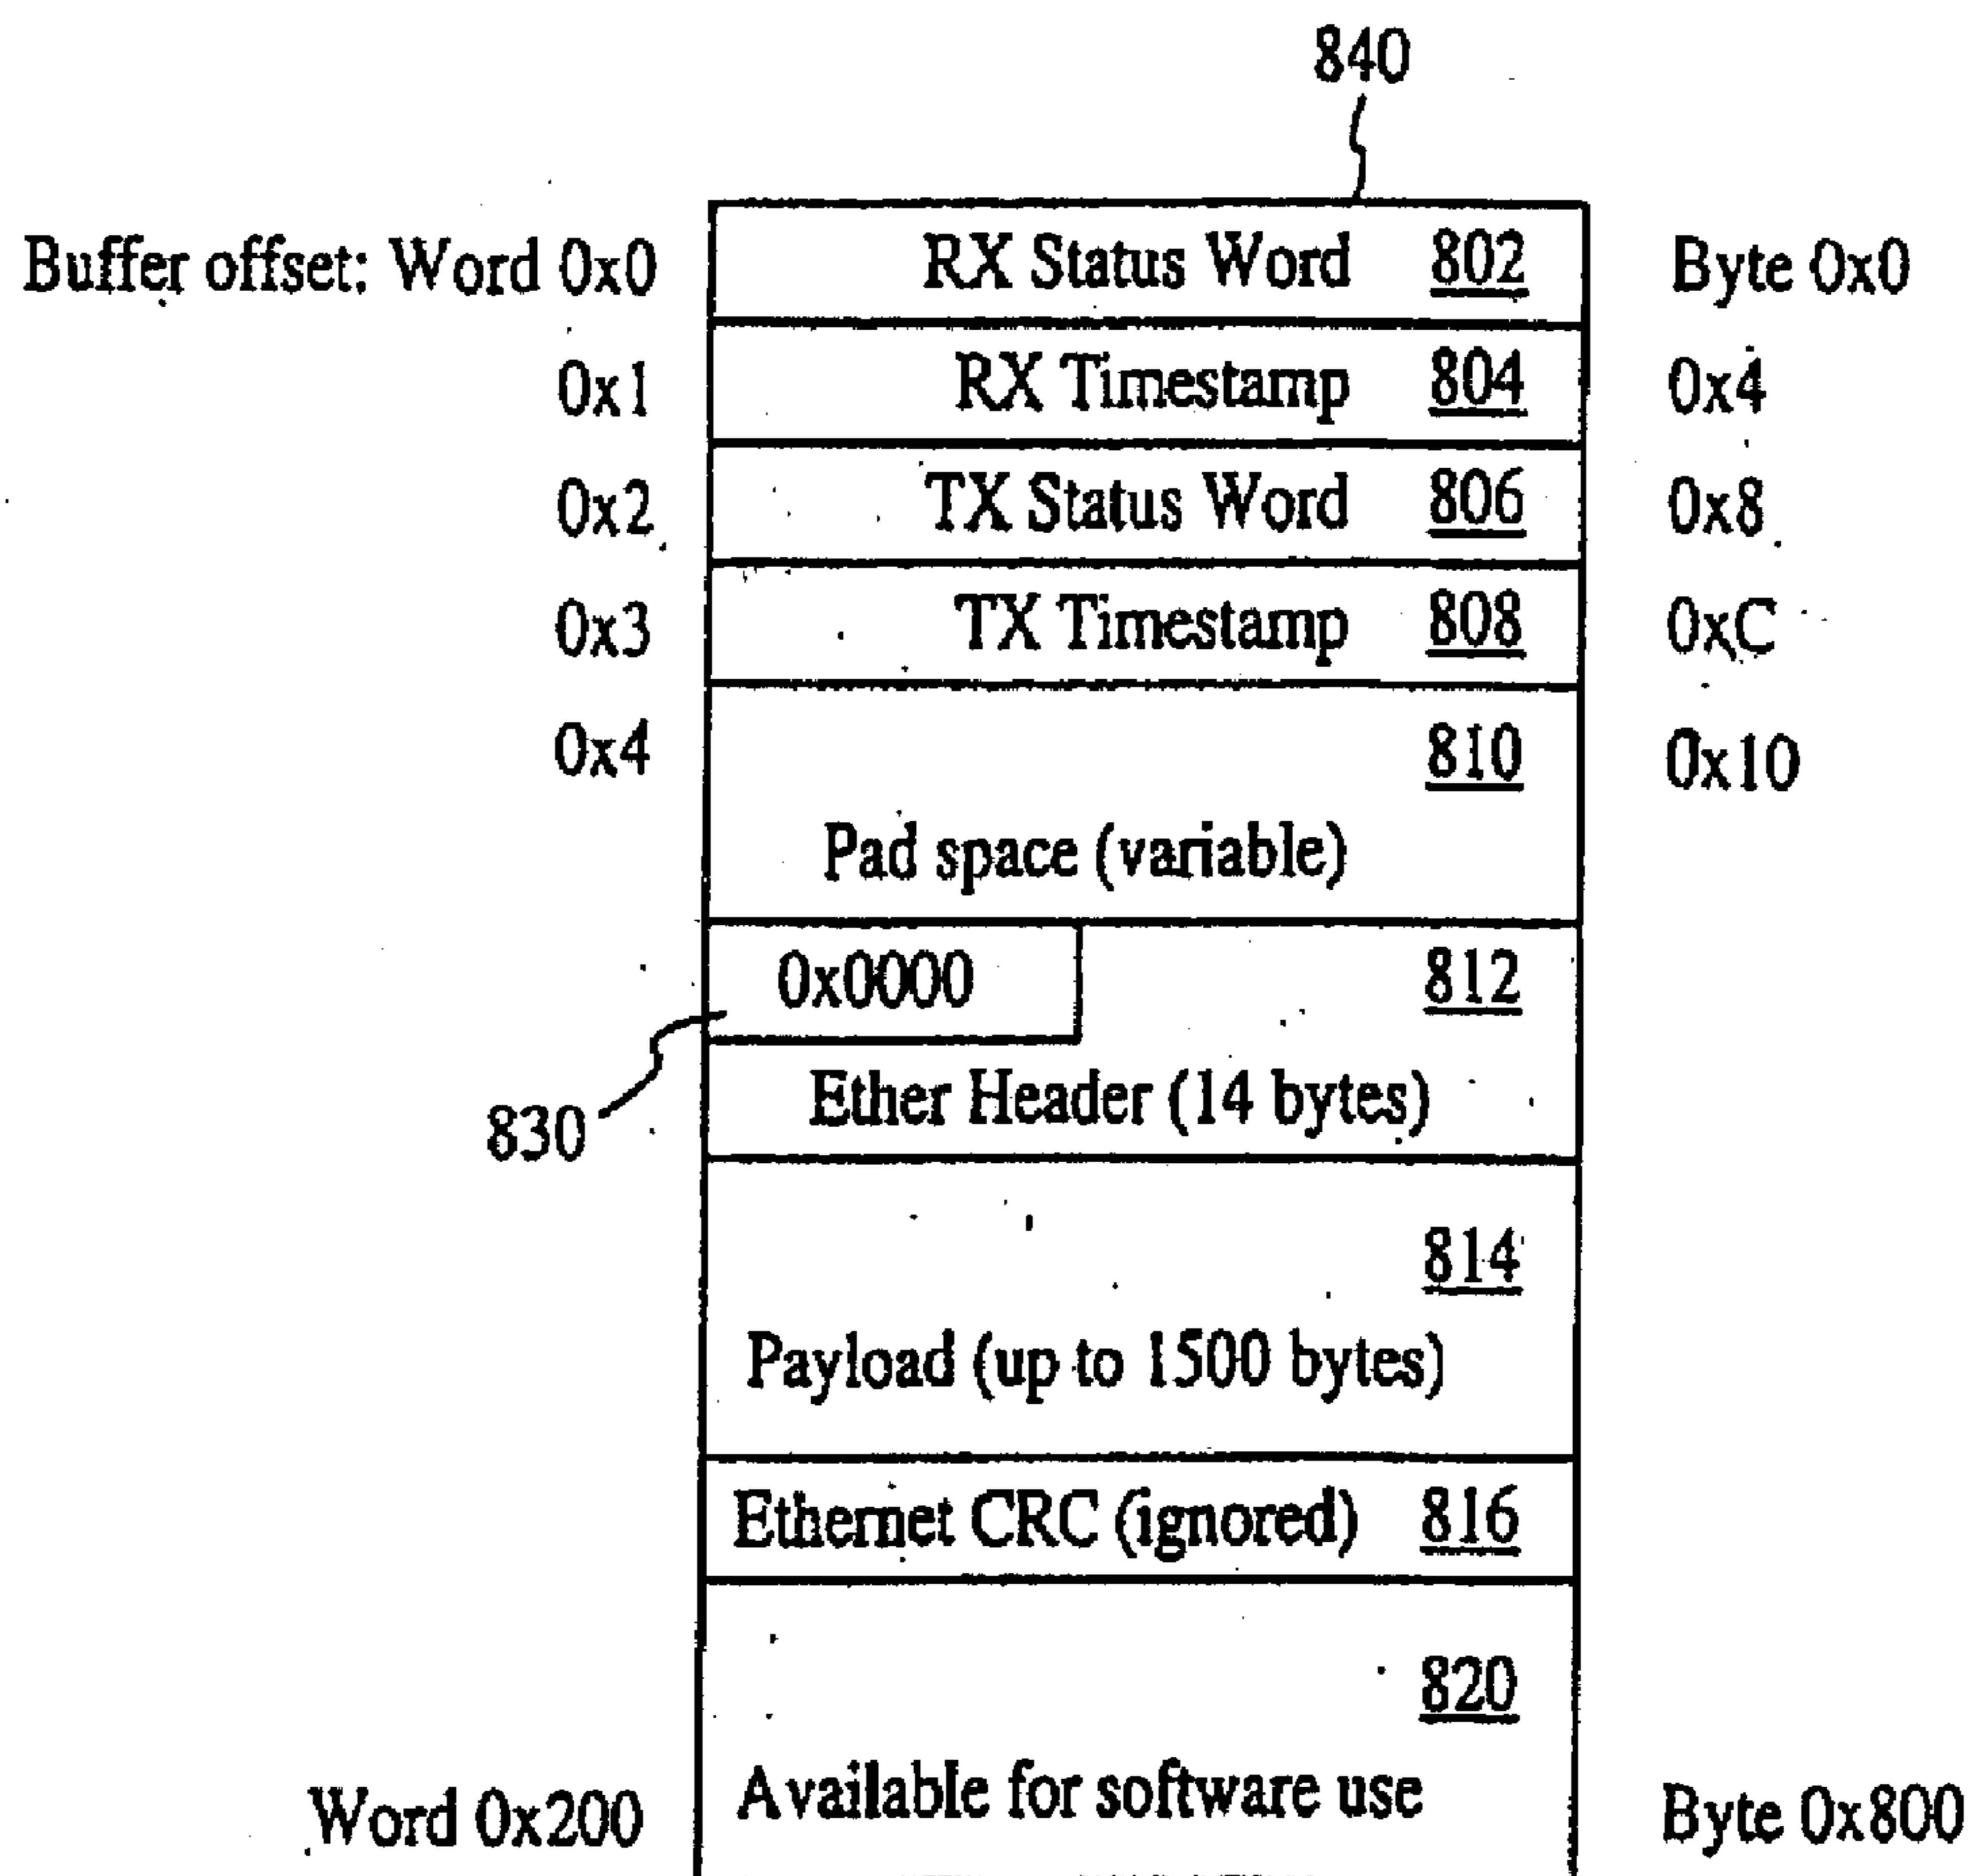 840
Buffer offset: Word 0x0 RX Status Word 802 Byte 0x0
0x1 RX Timestamp 804 0x4
0x2 TX Status Word 806 0x8
0x3 TX Timestamp 808 0xC
0x4 810 0x10
Pad space (variable)
0x0000 812
Ether Header (14 bytes)
830
814
Payload (up to 1500 bytes)
Ethernet CRC (ignored) 816
820
Word 0x200 Available for software use Byte 0x800